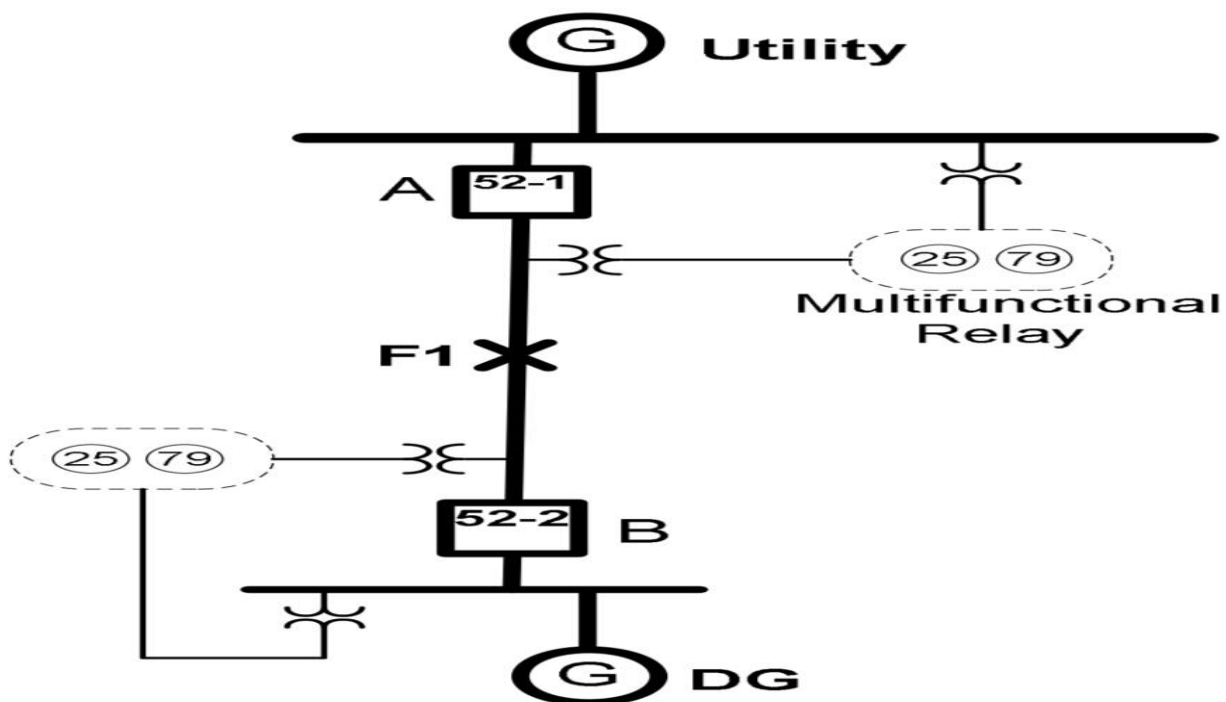 G
Utility
A
52-1
25 79
Multifunctional
Relay
F1
25 79
52-2
B
G
DG